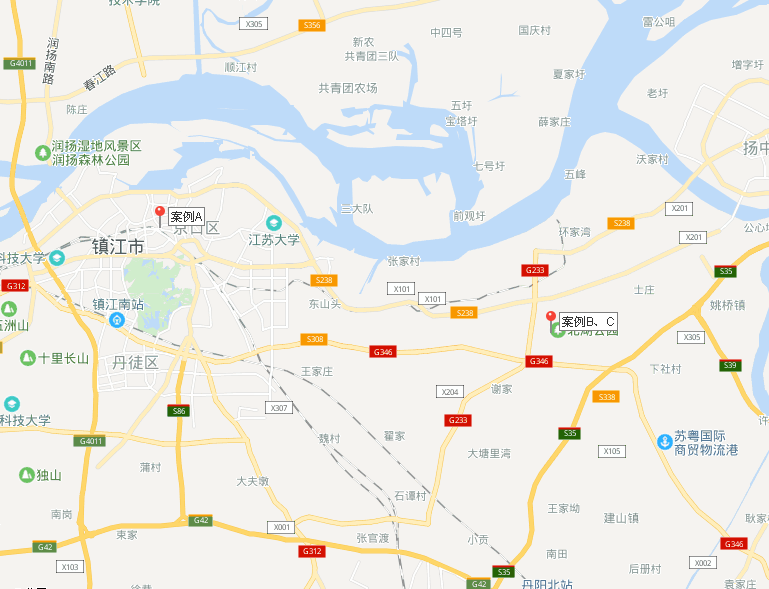 技术学院
X305
S356
国庆村
雷公咀
中四号
新农
共青团三队
G4011
润扬南路
顺江村
增字圩
夏家圩
春江路
共青团农场
老圩
陈庄
五圩
宝塔圩
薛家庄
润扬湿地风景区
润扬森林公园
扬中
沃家村
七号圩
五峰
三大队
X201
案例A
前观圩
京口区
S238
公心圩
江苏大学
环家湾
X201
镇江市
科技大学
张家村
G233
S35
G312
S238
X101
士庄
X101
镇江南站
东山头
姚桥镇
S238
案例B、C
五洲山
北湖公园
S308
X305
G346
十里长山
丹徒区
G346
下社村
S39
王家庄
谢家
X204
S338
科技大学
S86
X307
G233
许
S35
魏村
翟家
苏粤国际
商贸物流港
G4011
大塘里湾
X105
蒲村
独山
大夫墩
石谭村
南岗
王家坳
建山镇
耿家
G42
X001
束家
张官渡
小贡
G42
G312
G346
南田
X103
X002
S35
后册村
G42
丹阳北站
袁家庄